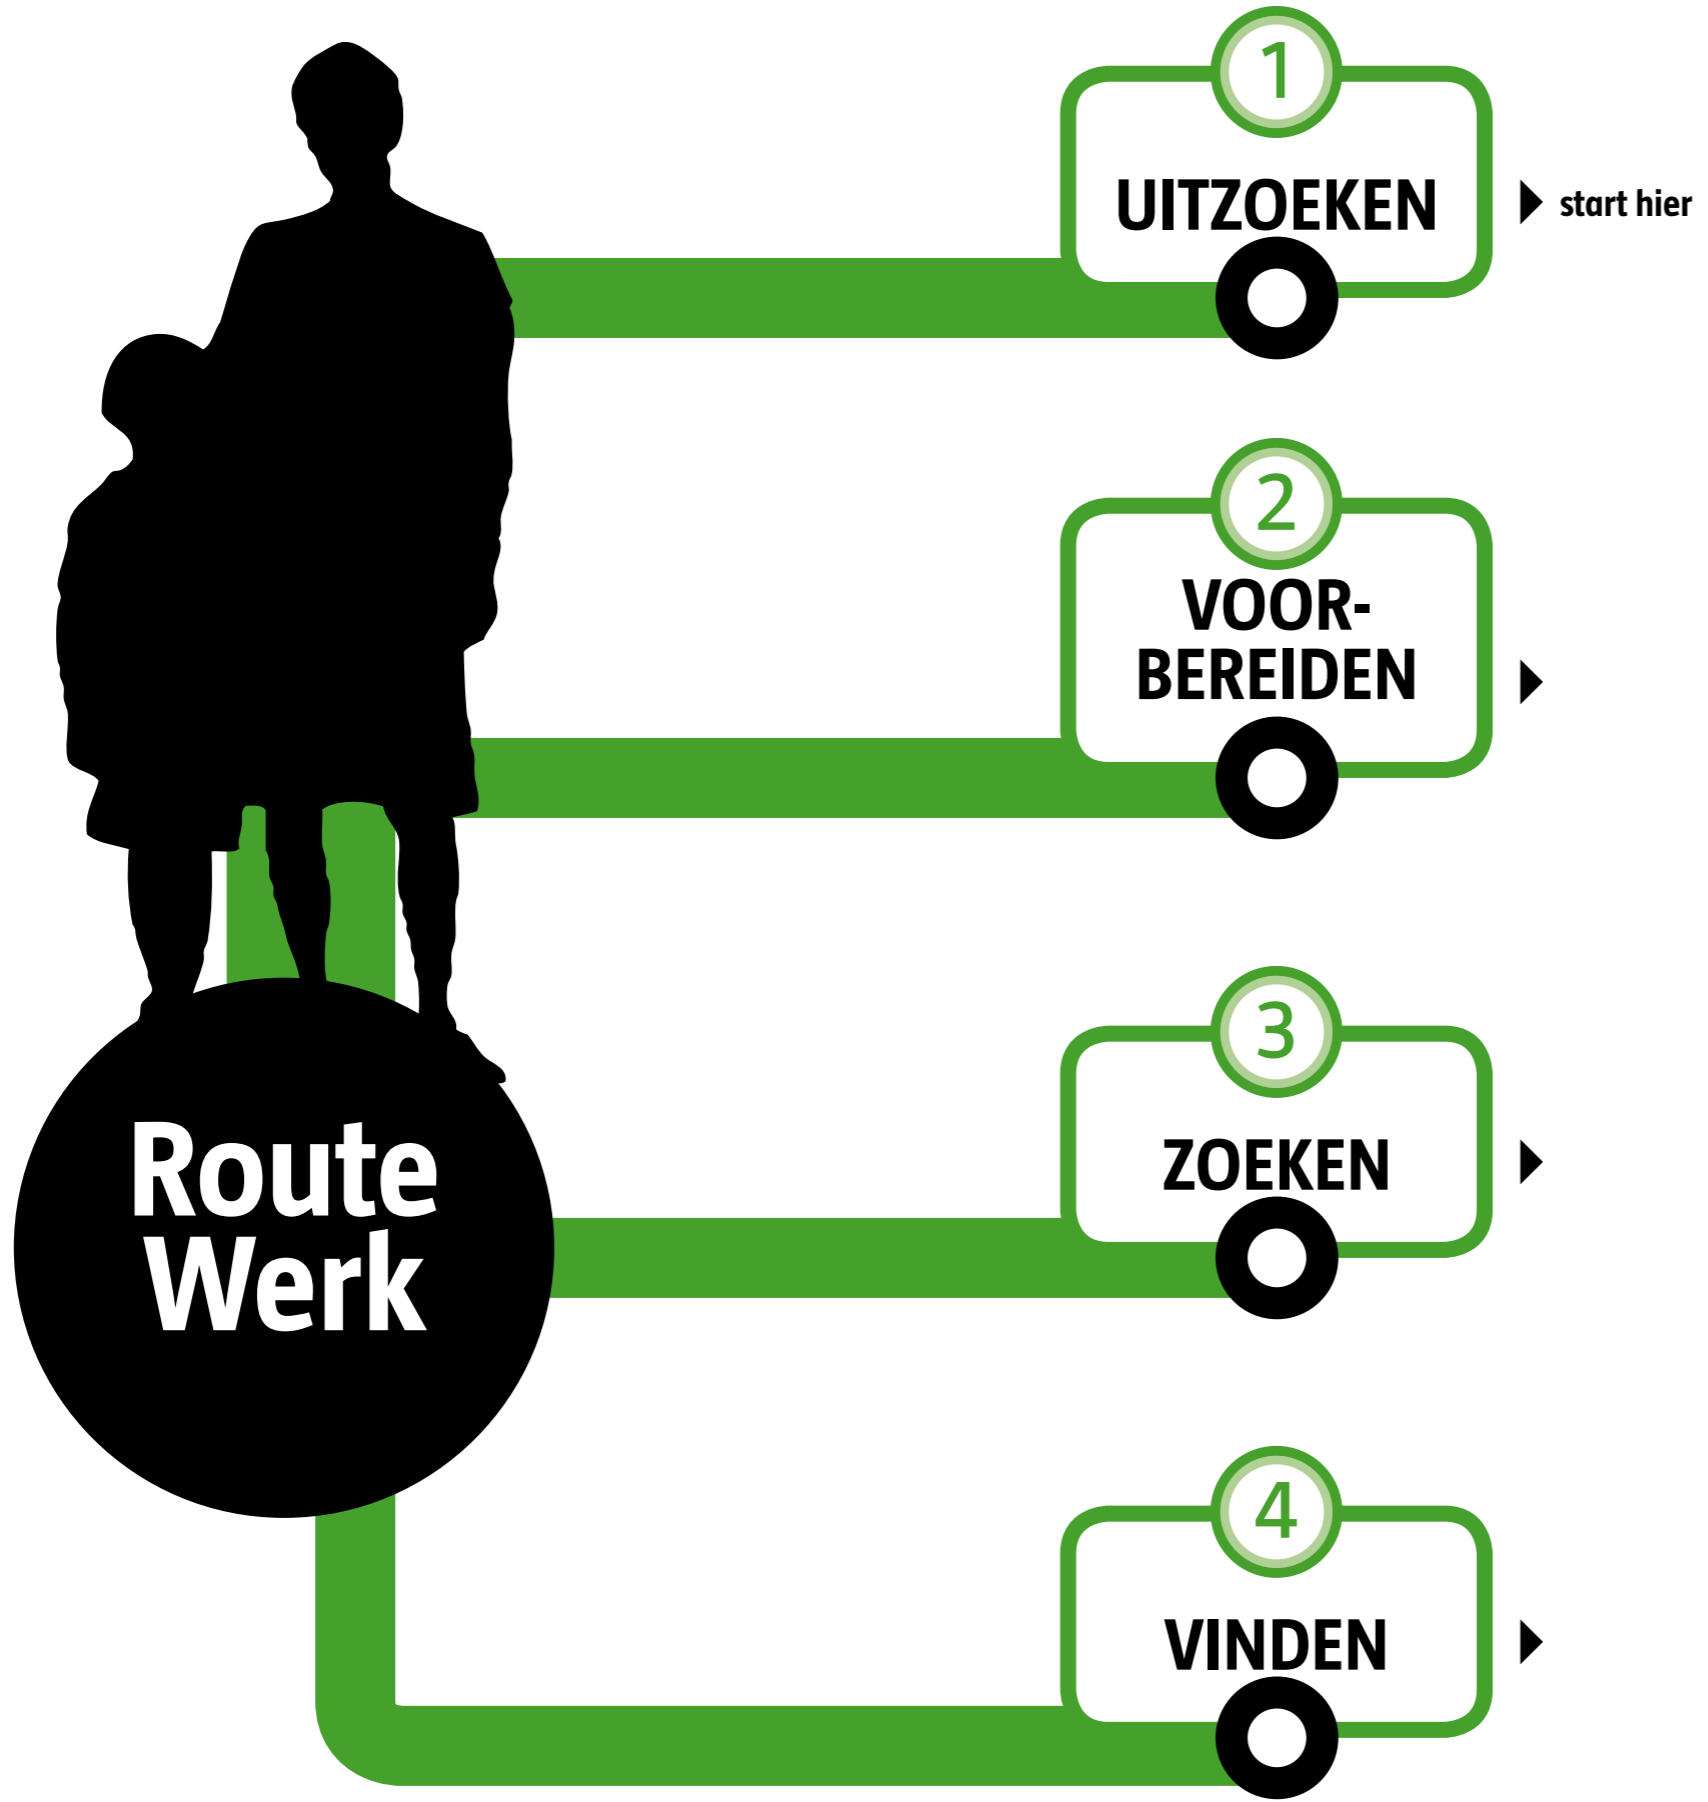 1
UITZOEKEN
start hier
2
VOOR-
BEREIDEN
3
ZOEKEN
Route
Werk
4
VINDEN